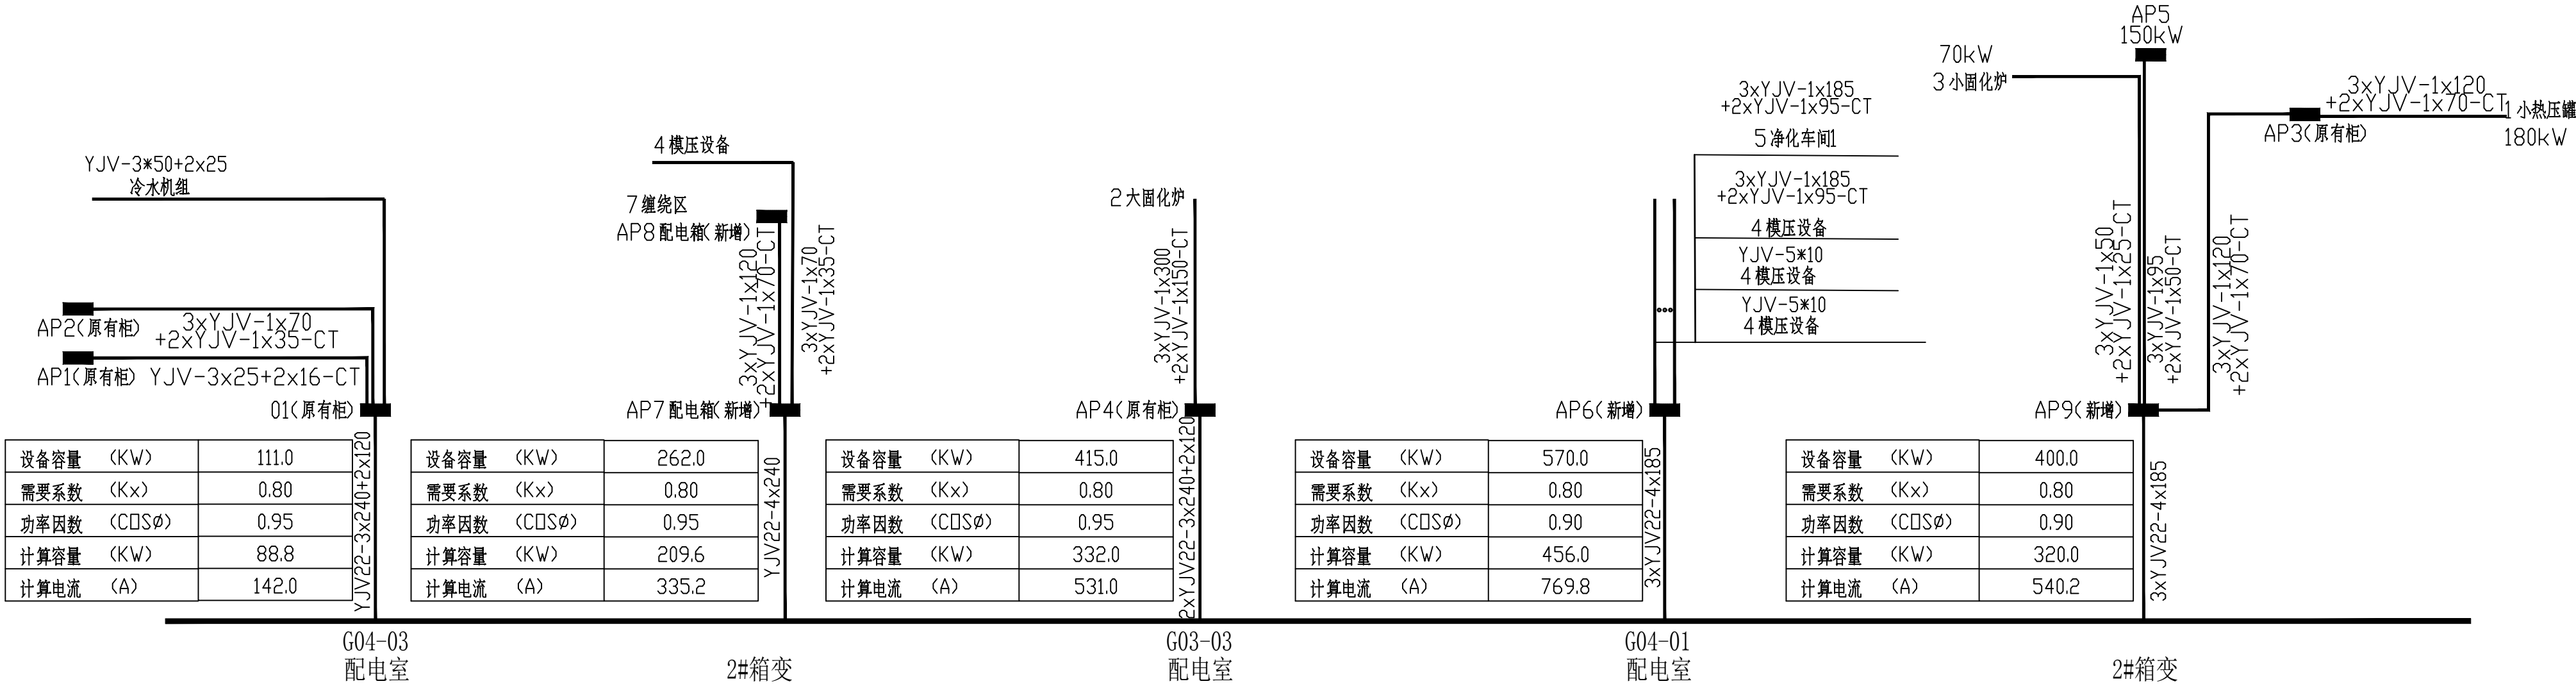 YJV-3*50+2x25
冷水机组
AP2(原有柜)
3xYJV-1x70
+2xYJV-1x35-CT
AP1(原有柜)
YJV-3x25+2x16-CT
01(原有柜)
YJV22-3x240+2x120
设备容量 (KW) 111.0
需要系数 (Kx) 0.80
功率因数 (COSø) 0.95
计算容量 (KW) 88.8
计算电流 (A) 142.0
G04-03
配电室
4模压设备
7缠绕区
AP8配电箱(新增)
3xYJV-1x120
+2xYJV-1x70-CT
3xYJV-1x70
+2xYJV-1x35-CT
AP7配电箱(新增)
YJV22-4x240
设备容量 (KW) 262.0
需要系数 (Kx) 0.80
功率因数 (COSø) 0.95
计算容量 (KW) 209.6
计算电流 (A) 335.2
2#箱变
2大固化炉
3xYJV-1x300
+2xYJV-1x150-CT
AP4(原有柜)
2xYJV22-3x240+2x120
设备容量 (KW) 415.0
需要系数 (Kx) 0.80
功率因数 (COSø) 0.95
计算容量 (KW) 332.0
计算电流 (A) 531.0
G03-03
配电室
3xYJV-1x185
+2xYJV-1x95-CT
5净化车间1
3xYJV-1x185
+2xYJV-1x95-CT
4模压设备
YJV-5*10
4模压设备
YJV-5*10
4模压设备
AP6(新增)
3xYJV22-4x185
设备容量 (KW) 570.0
需要系数 (Kx) 0.80
功率因数 (COSø) 0.90
计算容量 (KW) 456.0
计算电流 (A) 769.8
G04-01
配电室
AP5
150kW
70kW
3小固化炉
3xYJV-1x120
+2xYJV-1x70-CT
AP3(原有柜)
1小热压罐
180kW
3xYJV-1x50
+2xYJV-1x25-CT
3xYJV-1x95
+2xYJV-1x50-CT
3xYJV-1x120
+2xYJV-1x70-CT
AP9(新增)
3xYJV22-4x185
设备容量 (KW) 400.0
需要系数 (Kx) 0.80
功率因数 (COSø) 0.90
计算容量 (KW) 320.0
计算电流 (A) 540.2
2#箱变